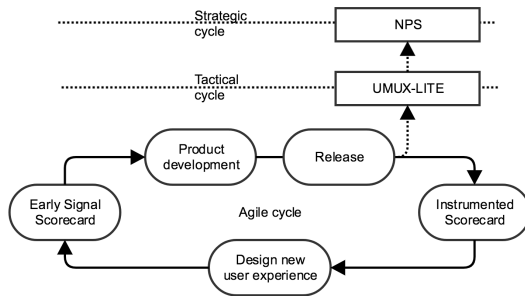 Strategic
cycle
NPS
Tactical
cycle
UMUX-LITE
Product
development
Release
Early Signal
Scorecard
Agile cycle
Instrumented
Scorecard
Design new
user experience